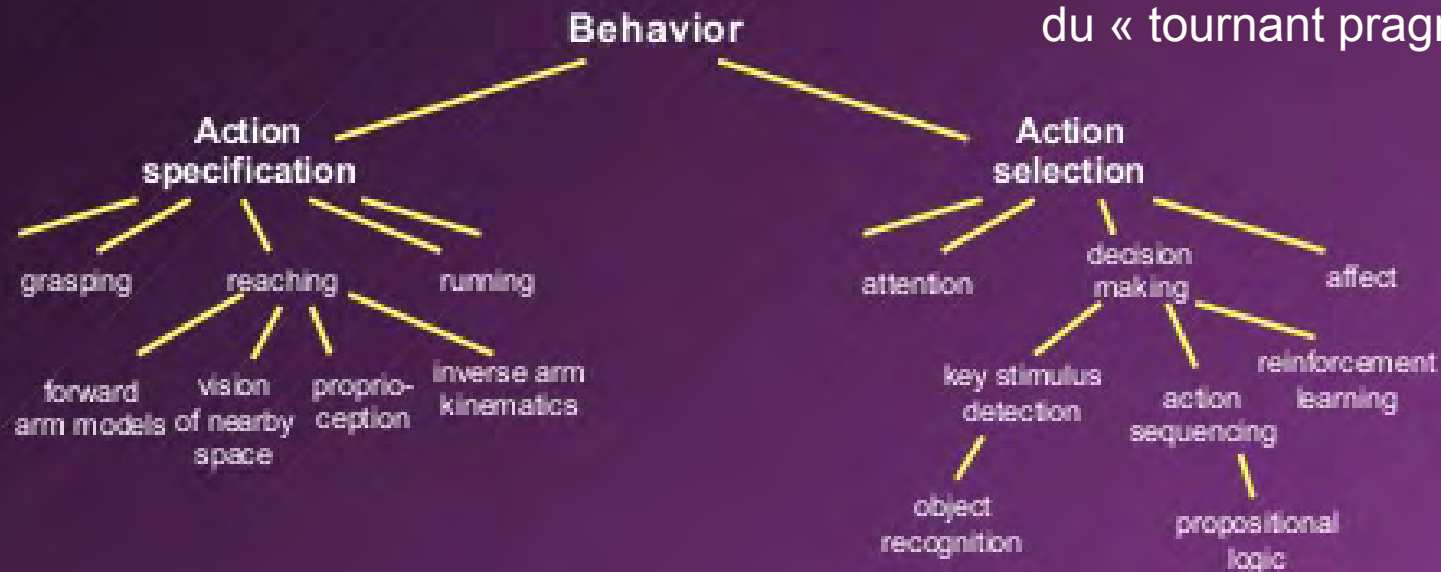 du « tournant pragr
Behavior
Action
specification
Action
selection
grasping
reaching
running
attention
decision
making
affect
forward
arm models
vision
of nearby
space
proprio-
ception
inverse arm
kinematics
key stimulus
detection
action
sequencing
reinforcement
learning
object
recognition
propositional
logic